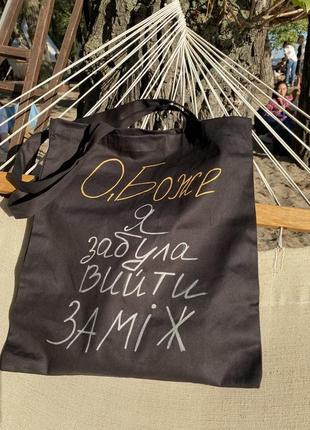 О, Боже
я
забула
вийти
заміж